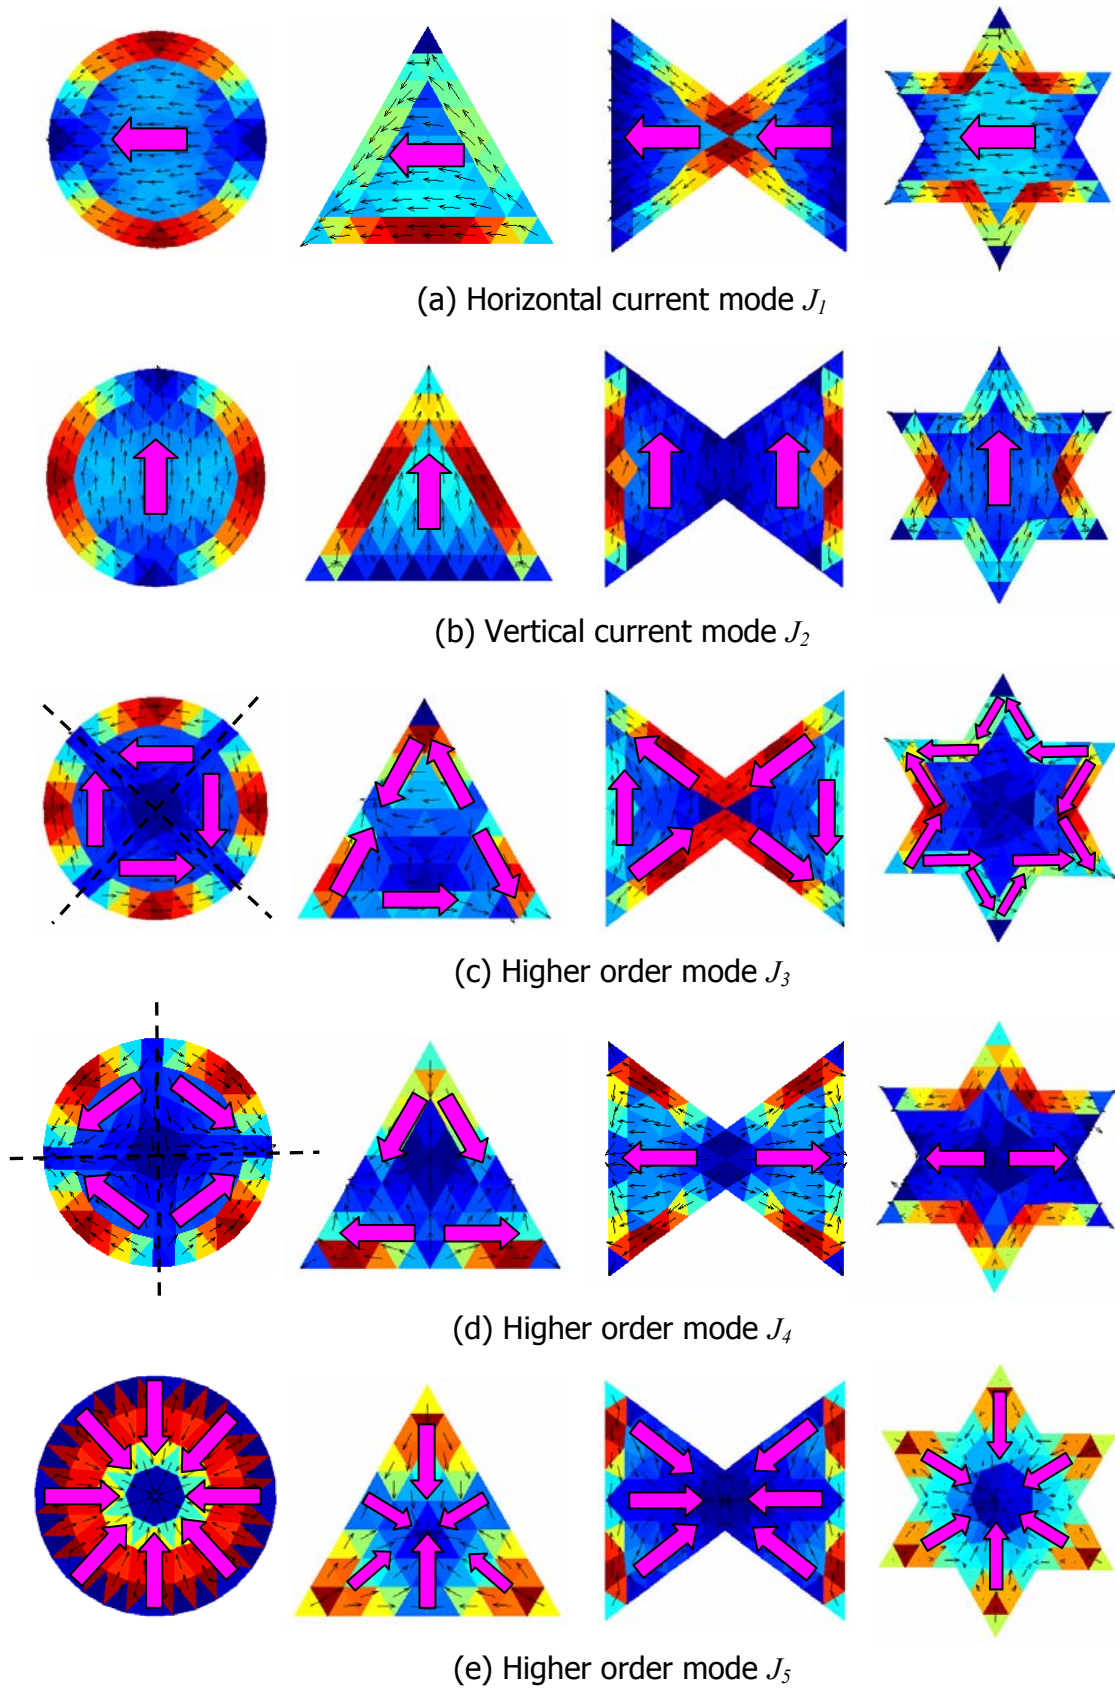 (a) Horizontal current mode J1
(b) Vertical current mode J2
(c) Higher order mode J3
(d) Higher order mode J4
(e) Higher order mode J5